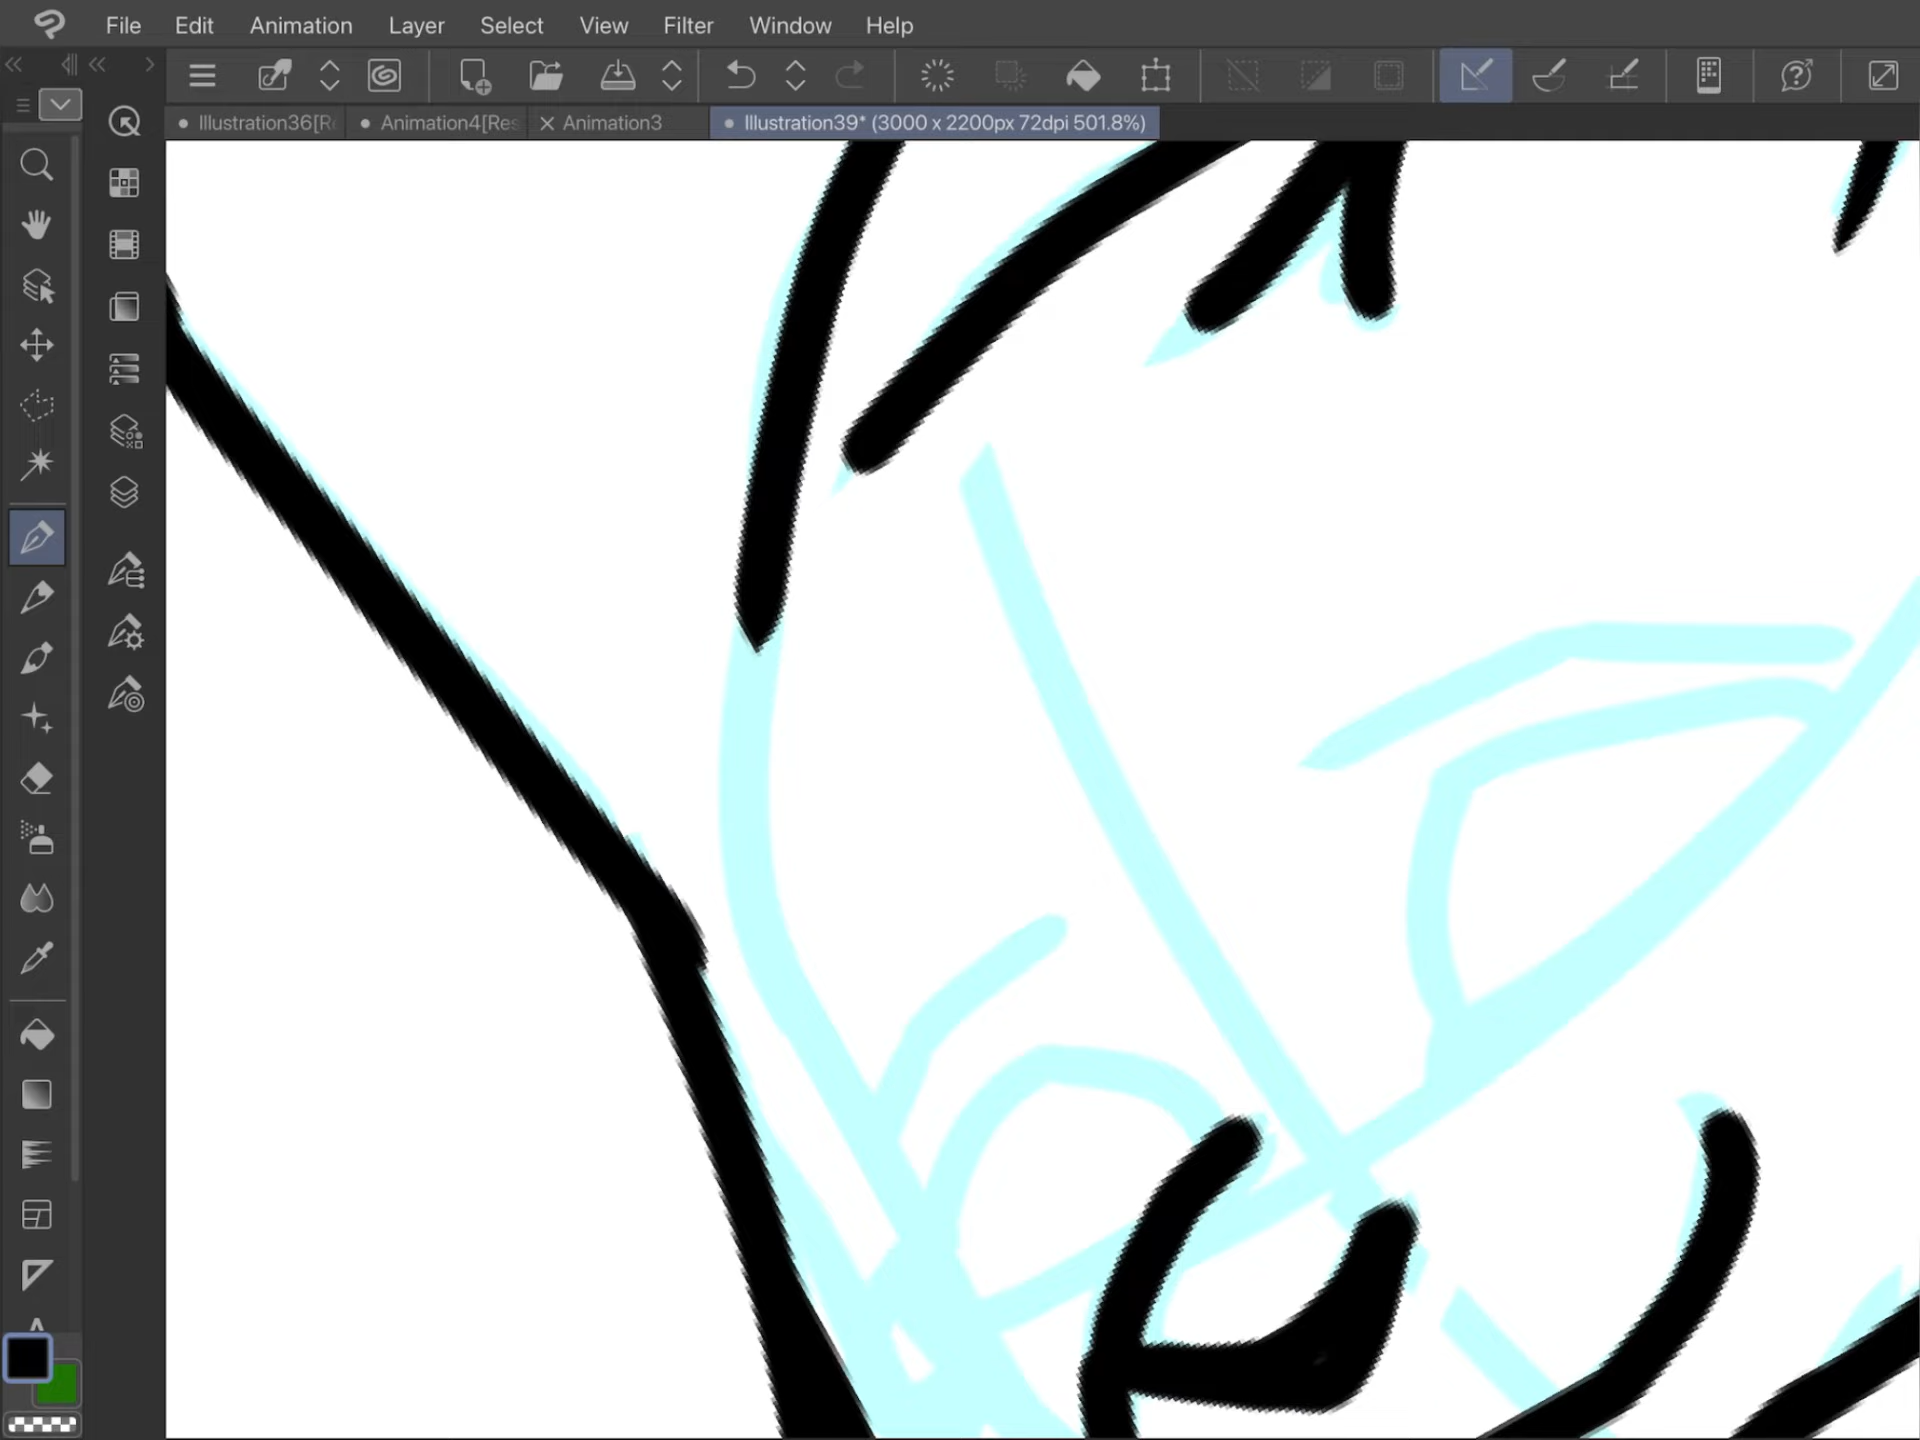 File Edit Animation Layer Select View Filter Window Help
Illustration36[R Animation4[Res Animation3 Illustration39* (3000 x 2200px 72dpi 501.8%)